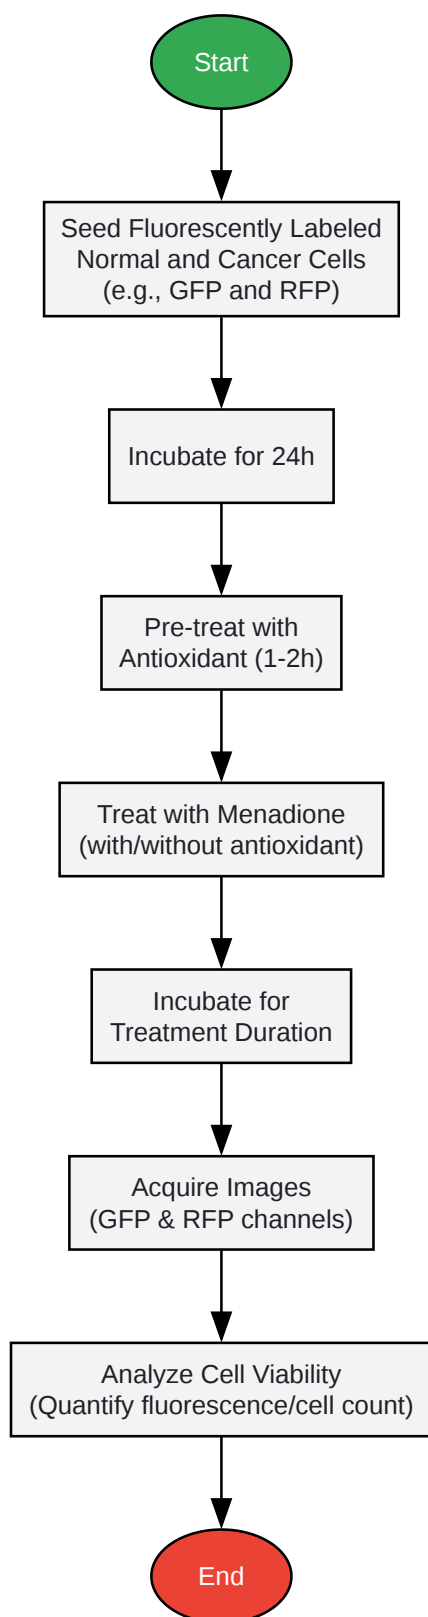 Start
Seed Fluorescently Labeled
Normal and Cancer Cells
(e.g., GFP and RFP)
Incubate for 24h
Pre-treat with
Antioxidant (1-2h)
Treat with Menadione
(with/without antioxidant)
Incubate for
Treatment Duration
Acquire Images
(GFP & RFP channels)
Analyze Cell Viability
(Quantify fluorescence/cell count)
End